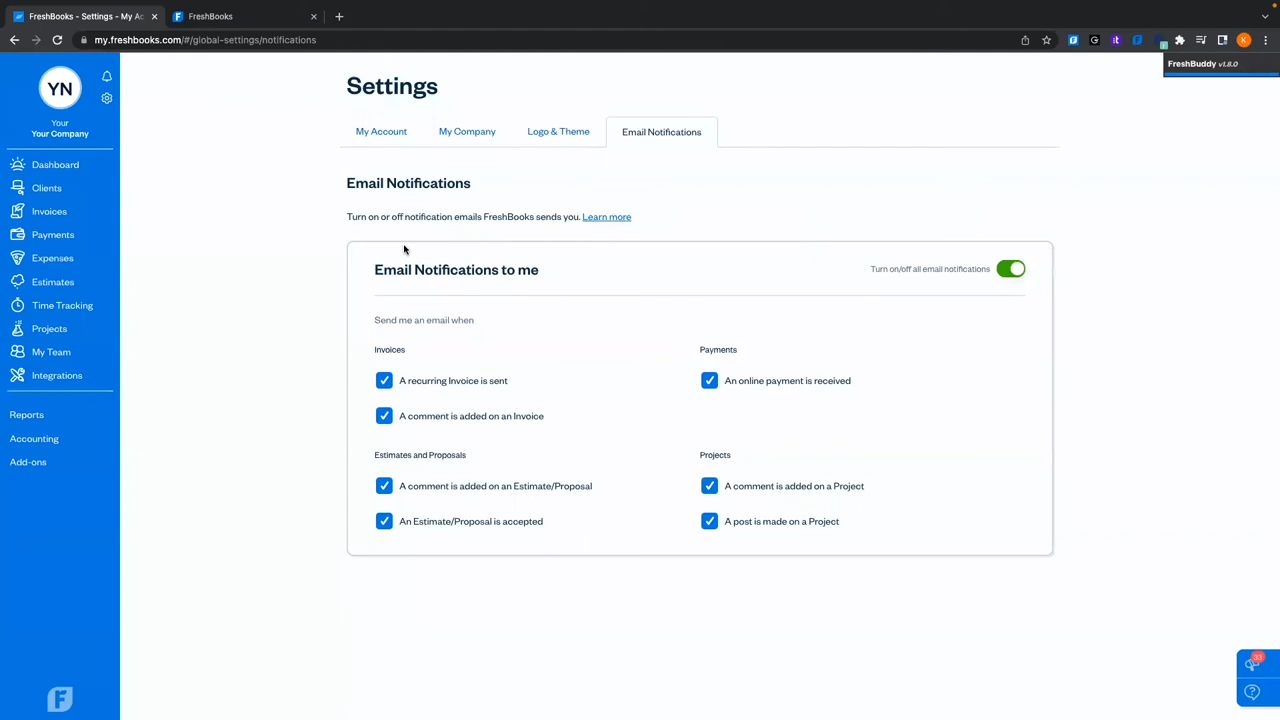 FreshBooks - Settings - My Ac
FreshBooks
my.freshbooks.com/#/global-settings/notifications
K
FreshBuddy v1.8.0
YN
Your
Your Company
Dashboard
Clients
Invoices
Payments
Expenses
Estimates
Time Tracking
Projects
My Team
Integrations
Reports
Accounting
Add-ons
F
Settings
My Account
My Company
Logo & Theme
Email Notifications
Email Notifications
Turn on or off notification emails FreshBooks sends you. Learn more
Email Notifications to me
Turn on/off all email notifications
Send me an email when
Invoices
Payments
A recurring Invoice is sent
An online payment is received
A comment is added on an Invoice
Estimates and Proposals
Projects
A comment is added on an Estimate/Proposal
A comment is added on a Project
An Estimate/Proposal is accepted
A post is made on a Project
33